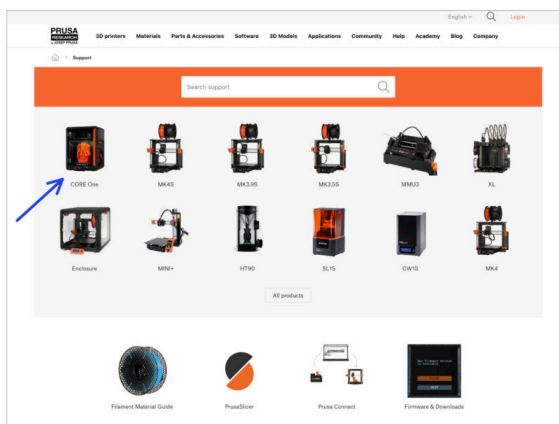 English
Login
PRUSA
RESEARCH
by JOSEF PRUSA
3D printers Materials Parts & Accessories Software 3D Models Applications Community Help Academy Blog Company
Support
Search support
CORE One MK4S MK3.9S MK3.5S MMU3 XL
Enclosure MINI+ HT90 SL1S CW1S MK4
All products
Filament Material Guide PrusaSlicer Prusa Connect Firmware & Downloads